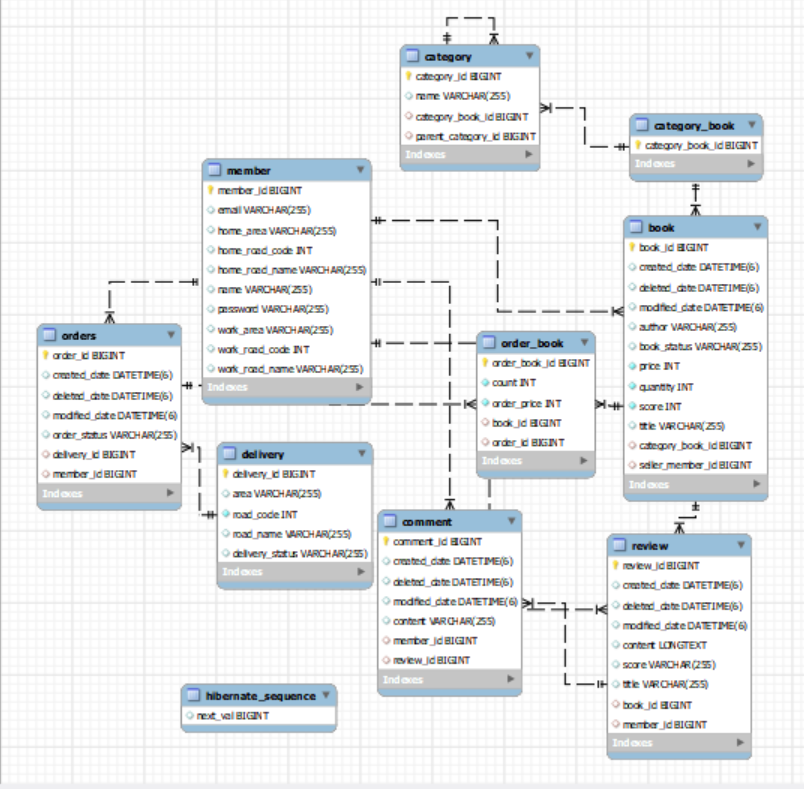 category
category_id BIGINT
name VARCHAR(255)
category_book_id BIGINT
parent_category_id BIGINT
Indexes
category_book
category_book_id BIGINT
Indexes
member
member_id BIGINT
email VARCHAR(255)
home_area VARCHAR(255)
home_road_code INT
home_road_name VARCHAR(255)
name VARCHAR(255)
password VARCHAR(255)
work_area VARCHAR(255)
work_road_code INT
work_road_name VARCHAR(255)
Indexes
book
book_id BIGINT
created_date DATETIME(6)
deleted_date DATETIME(6)
modified_date DATETIME(6)
author VARCHAR(255)
book_status VARCHAR(255)
price INT
quantity INT
score INT
title VARCHAR(255)
category_book_id BIGINT
seller_member_id BIGINT
Indexes
orders
order_id BIGINT
created_date DATETIME(6)
deleted_date DATETIME(6)
modified_date DATETIME(6)
order_status VARCHAR(255)
delivery_id BIGINT
member_id BIGINT
Indexes
order_book
order_book_id BIGINT
count INT
order_price INT
book_id BIGINT
order_id BIGINT
Indexes
delivery
delivery_id BIGINT
area VARCHAR(255)
road_code INT
road_name VARCHAR(255)
delivery_status VARCHAR(255)
Indexes
comment
comment_id BIGINT
created_date DATETIME(6)
deleted_date DATETIME(6)
modified_date DATETIME(6)
content VARCHAR(255)
member_id BIGINT
review_id BIGINT
Indexes
review
review_id BIGINT
created_date DATETIME(6)
deleted_date DATETIME(6)
modified_date DATETIME(6)
content LONGTEXT
score VARCHAR(255)
title VARCHAR(255)
book_id BIGINT
member_id BIGINT
Indexes
hibernate_sequence
next_val BIGINT